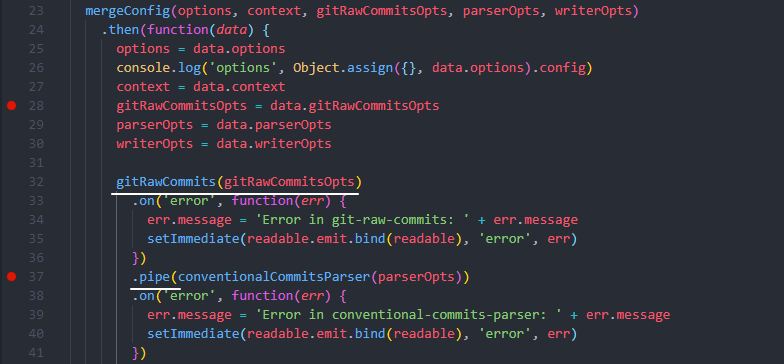 23 mergeConfig(options, context, gitRawCommitsOpts, parserOpts, writerOpts)
24 .then(function(data) {
25 options = data.options
26 console.log('options', Object.assign({}, data.options).config)
27 context = data.context
28 gitRawCommitsOpts = data.gitRawCommitsOpts
29 parserOpts = data.parserOpts
30 writerOpts = data.writerOpts
31
32 gitRawCommits(gitRawCommitsOpts)
33 .on('error', function(err) {
34 err.message = 'Error in git-raw-commits: ' + err.message
35 setImmediate(readable.emit.bind(readable), 'error', err)
36 })
37 .pipe(conventionalCommitsParser(parserOpts))
38 .on('error', function(err) {
39 err.message = 'Error in conventional-commits-parser: ' + err.message
40 setImmediate(readable.emit.bind(readable), 'error', err)
41 })